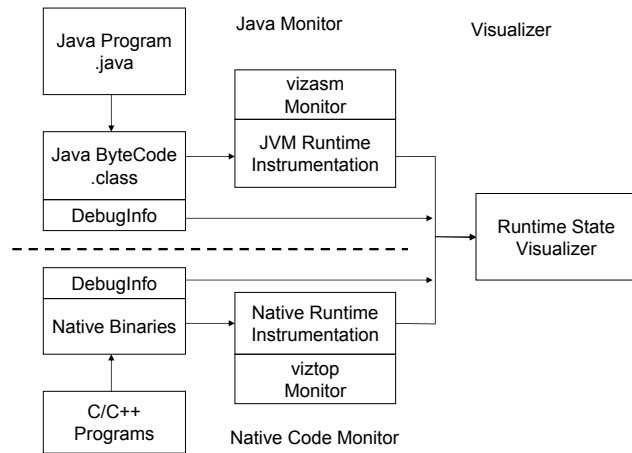 Java Monitor
Visualizer
Java Program
.java
vizasm
Monitor
Java ByteCode
.class
JVM Runtime
Instrumentation
DebugInfo
Runtime State
Visualizer
DebugInfo
Native Binaries
Native Runtime
Instrumentation
viztop
Monitor
C/C++
Programs
Native Code Monitor